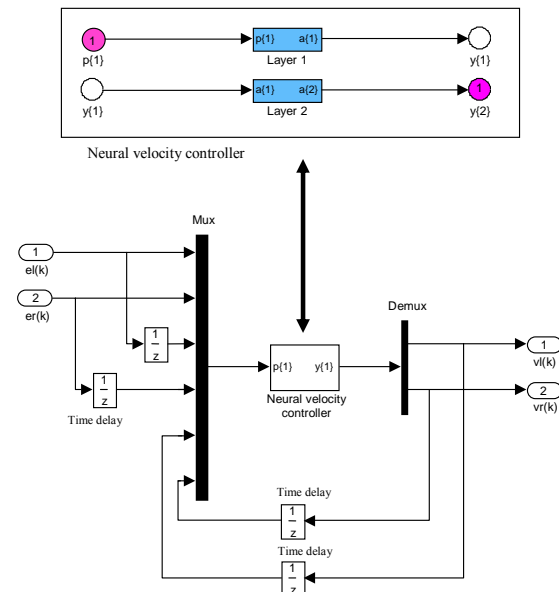 1
p{1}
p{1} a{1}
Layer 1
y{1}
y{1}
a{1} a{2}
Layer 2
1
y{2}
Neural velocity controller
Mux
1
el(k)
2
er(k)
1
z
1
z
Time delay
p{1} y{1}
Neural velocity
controller
Demux
1
vl(k)
2
vr(k)
Time delay
1
z
Time delay
1
z